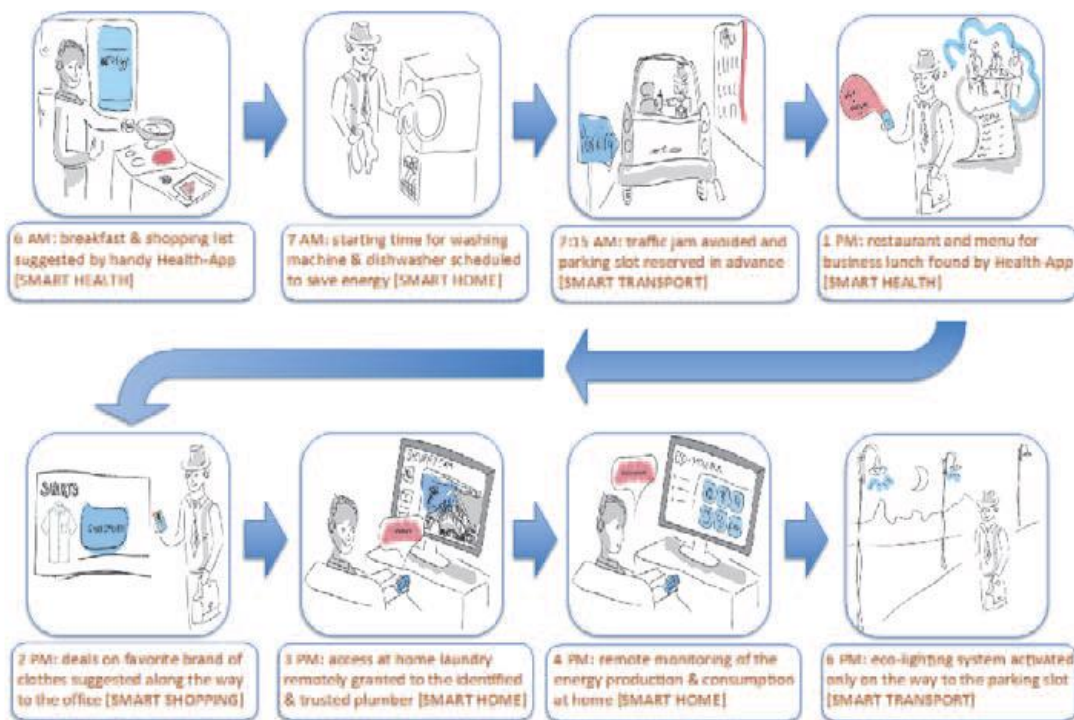 6 AM: breakfast & shopping list
suggested by handy Health-App
[SMART HEALTH]
7 AM: starting time for washing
machine & dishwasher scheduled
to save energy [SMART HOME]
7:15 AM: traffic jam avoided and
parking slot reserved in advance
[SMART TRANSPORT]
MENU
1 PM: restaurant and menu for
business lunch found by Health-App
[SMART HEALTH]
2 PM: deals on favorite brand of
clothes suggested along the way
to the office [SMART SHOPPING]
3 PM: access at home laundry
remotely granted to the identified
& trusted plumber [SMART HOME]
4 PM: remote monitoring of the
energy production & consumption
at home [SMART HOME]
6 PM: eco-lighting system activated
only on the way to the parking slot
[SMART TRANSPORT]